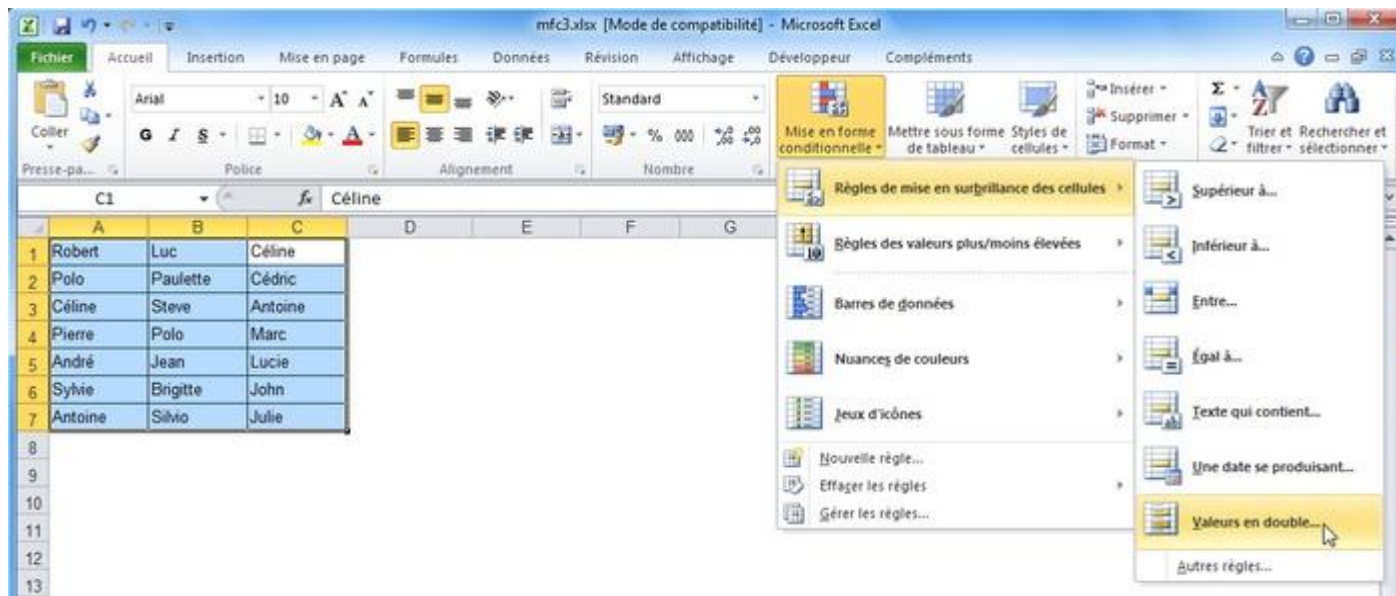 mfc3.xlsx [Mode de compatibilité] - Microsoft Excel
Fichier Accueil Insertion Mise en page Formules Données Révision Affichage Développeur Compléments
Coller
Presse-pa...
Arial 10
G I S
Police
Alignement
Standard
% 000
Nombre
Mise en forme conditionnelle
Mettre sous forme de tableau
Styles de cellules
Insérer
Supprimer
Format
Trier et filtrer
Rechercher et sélectionner
C1 fx Céline
A B C D E F G
1 Robert Luc Céline
2 Polo Paulette Cédric
3 Céline Steve Antoine
4 Pierre Polo Marc
5 André Jean Lucie
6 Sylvie Brigitte John
7 Antoine Silvio Julie
8
9
10
11
12
13
Règles de mise en surbrillance des cellules
Règles des valeurs plus/moins élevées
Barres de données
Nuances de couleurs
Jeux d'icônes
Nouvelle règle...
Effacer les règles
Gérer les règles...
Supérieur à...
Inférieur à...
Entre...
Égal à...
Texte qui contient...
Une date se produisant...
Valeurs en double...
Autres règles...